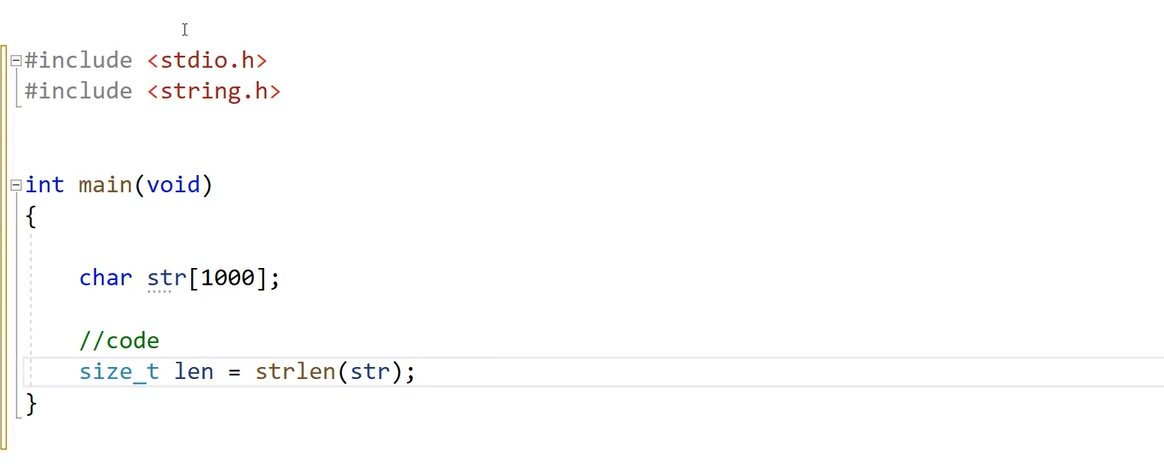 #include <stdio.h>
#include <string.h>
int main(void)
{
char str[1000];
//code
size_t len = strlen(str);
}